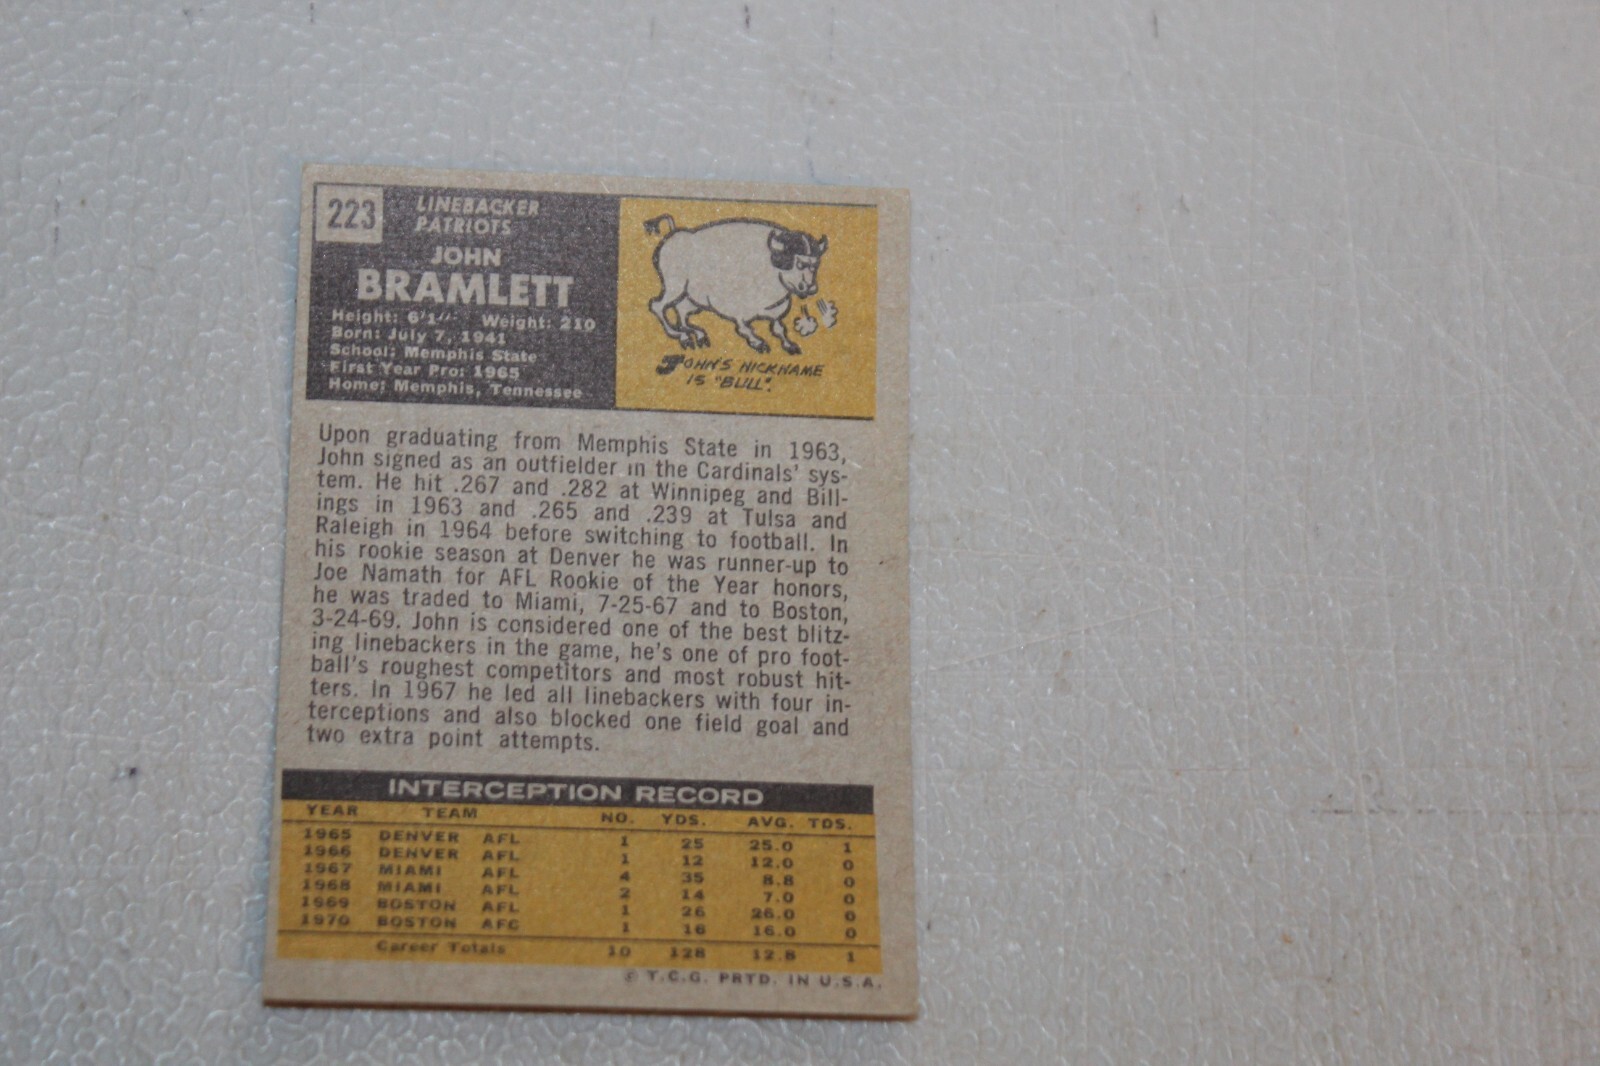 223
LINEBACKER
PATRIOTS
JOHN
BRAMLETT
Height: 6'1" Weight: 210
Born: July 7, 1941
School: Memphis State
First Year Pro: 1965
Home: Memphis, Tennessee
JOHN'S NICKNAME
IS "BULL".
Upon graduating from Memphis State in 1963,
John signed as an outfielder in the Cardinals' sys-
tem. He hit .267 and .282 at Winnipeg and Bill-
ings in 1963 and .265 and .239 at Tulsa and
Raleigh in 1964 before switching to football. In
his rookie season at Denver he was runner-up to
Joe Namath for AFL Rookie of the Year honors,
he was traded to Miami, 7-25-67 and to Boston,
3-24-69. John is considered one of the best blitz-
ing linebackers in the game, he's one of pro foot-
ball's roughest competitors and most robust hit-
ters. In 1967 he led all linebackers with four in-
terceptions and also blocked one field goal and
two extra point attempts.
INTERCEPTION RECORD
YEAR TEAM NO. YDS. AVG. TDS.
1965 DENVER AFL 1 25 25.0 1
1966 DENVER AFL 1 12 12.0 0
1967 MIAMI AFL 4 35 8.8 0
1968 MIAMI AFL 2 14 7.0 0
1969 BOSTON AFL 1 26 26.0 0
1970 BOSTON AFC 1 16 16.0 0
Career Totals 10 128 12.8 1
© T.C.G. PRTD. IN U.S.A.